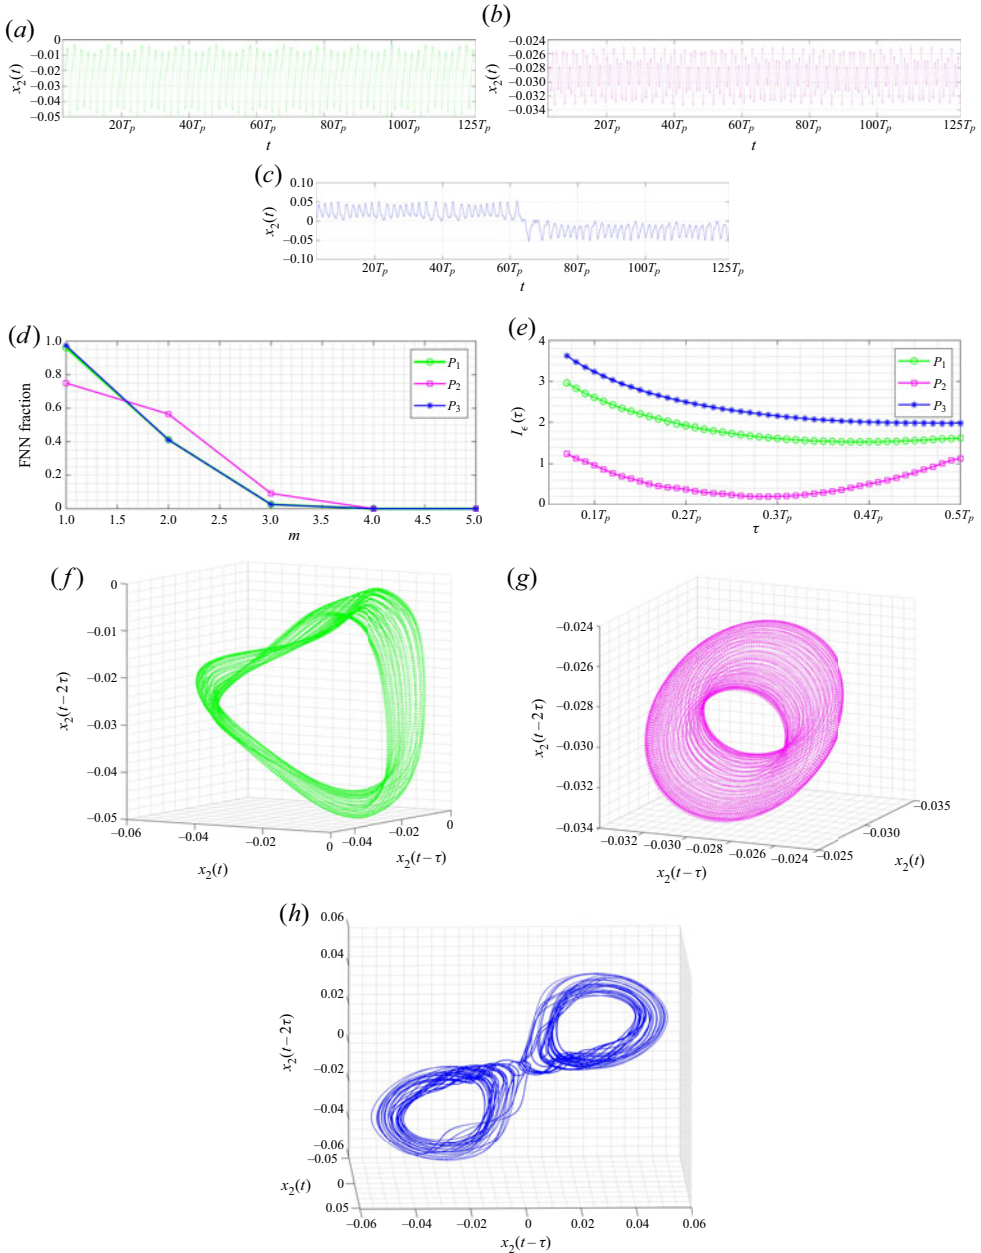 (a)
0
−0.01
−0.02
−0.03
−0.04
−0.05
x2(t)
20Tp 40Tp 60Tp 80Tp 100Tp 125Tp
t
(b)
−0.024
−0.026
−0.028
−0.030
−0.032
−0.034
x2(t)
20Tp 40Tp 60Tp 80Tp 100Tp 125Tp
t
(c)
0.10
0.05
0
−0.05
−0.10
x2(t)
20Tp 40Tp 60Tp 80Tp 100Tp 125Tp
t
(d)
1.0
0.8
0.6
0.4
0.2
0
FNN fraction
1.0 1.5 2.0 2.5 3.0 3.5 4.0 4.5 5.0
m
P1
P2
P3
(e)
4
3
2
1
0
Iϵ(τ)
0.1Tp 0.2Tp 0.3Tp 0.4Tp 0.5Tp
τ
P1
P2
P3
(f)
0
−0.01
−0.02
−0.03
−0.04
−0.05
x2(t−2τ)
−0.06 −0.04 −0.02 0
x2(t)
−0.04 −0.02 0
x2(t−τ)
(g)
−0.024
−0.026
−0.028
−0.030
−0.032
−0.034
x2(t−2τ)
−0.032 −0.030 −0.028 −0.026 −0.024
x2(t−τ)
−0.025 −0.030 −0.035
x2(t)
(h)
0.06
0.04
0.02
0
−0.02
−0.04
−0.06
x2(t−2τ)
−0.05
0
0.05
x2(t)
−0.06 −0.04 −0.02 0 0.02 0.04 0.06
x2(t−τ)